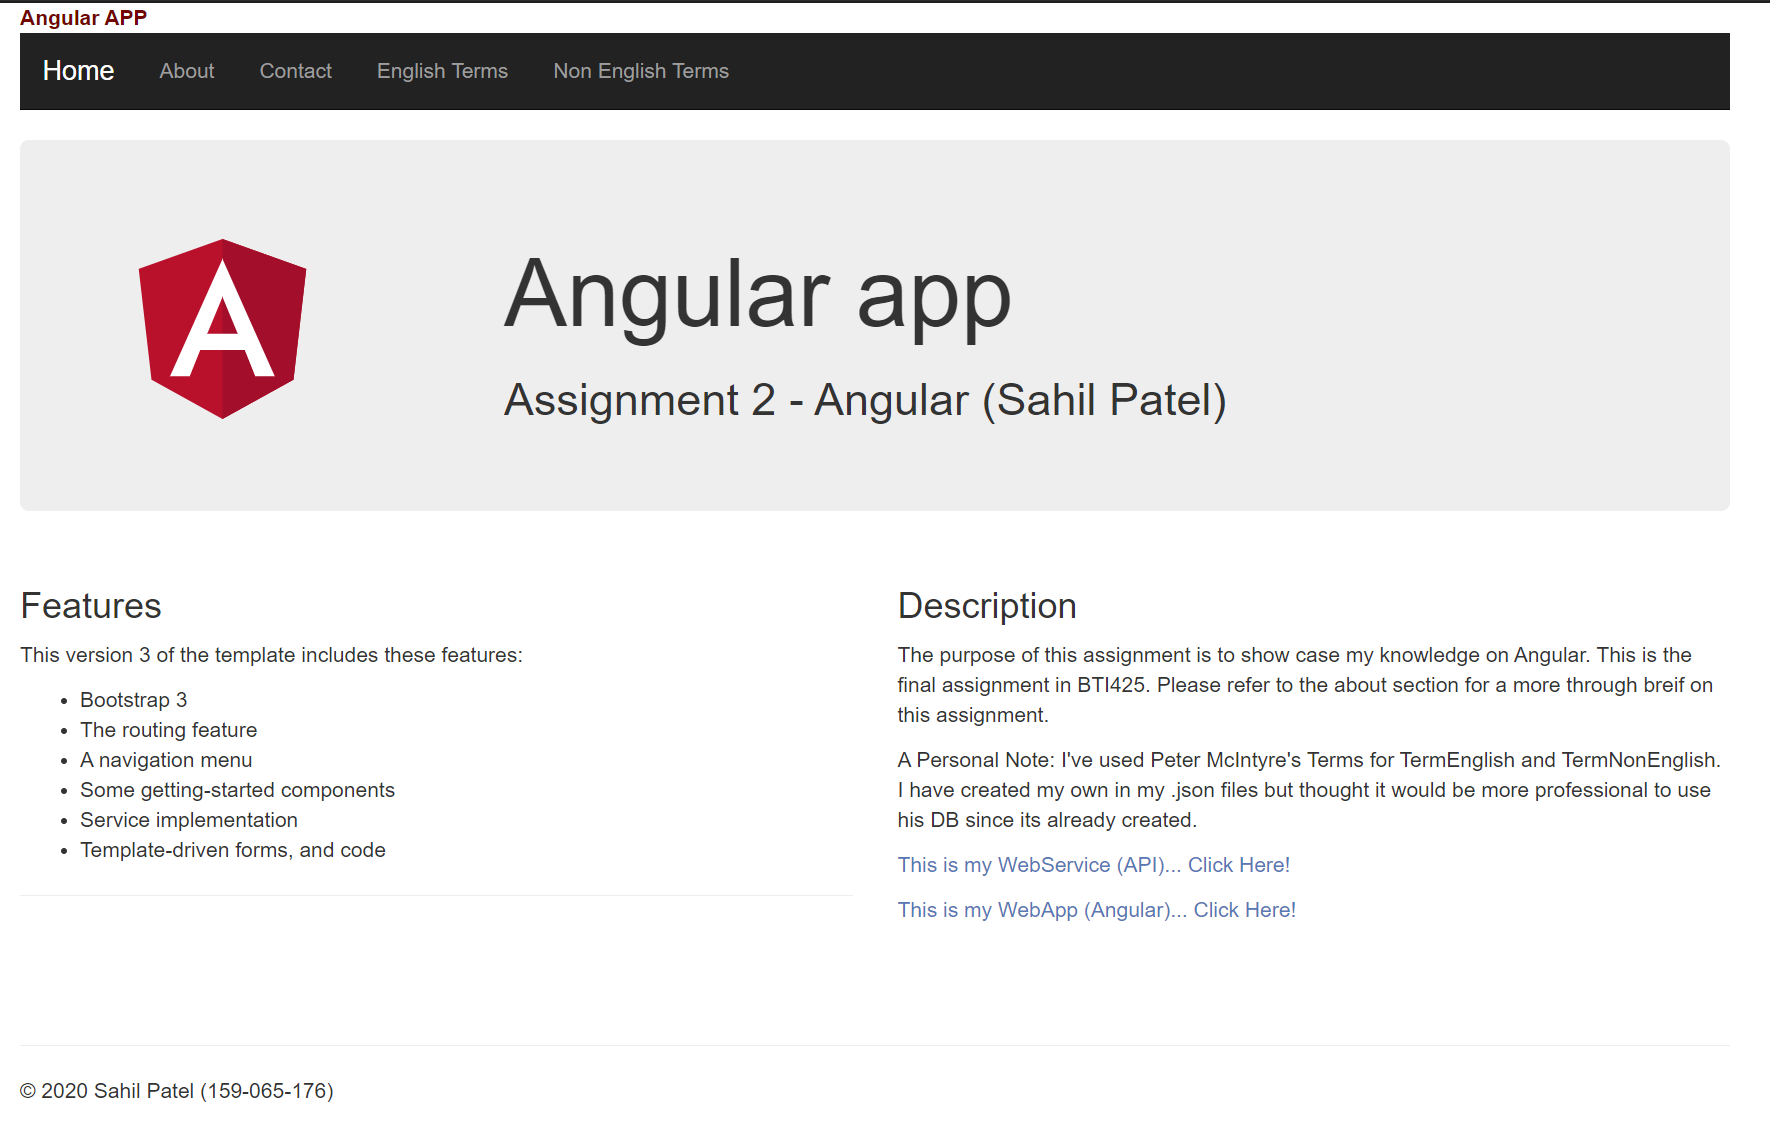 Angular APP
Home About Contact English Terms Non English Terms
A
Angular app
Assignment 2 - Angular (Sahil Patel)
Features
This version 3 of the template includes these features:
• Bootstrap 3
• The routing feature
• A navigation menu
• Some getting-started components
• Service implementation
• Template-driven forms, and code
Description
The purpose of this assignment is to show case my knowledge on Angular. This is the
final assignment in BTI425. Please refer to the about section for a more through breif on
this assignment.
A Personal Note: I've used Peter McIntyre's Terms for TermEnglish and TermNonEnglish.
I have created my own in my .json files but thought it would be more professional to use
his DB since its already created.
This is my WebService (API)... Click Here!
This is my WebApp (Angular)... Click Here!
© 2020 Sahil Patel (159-065-176)